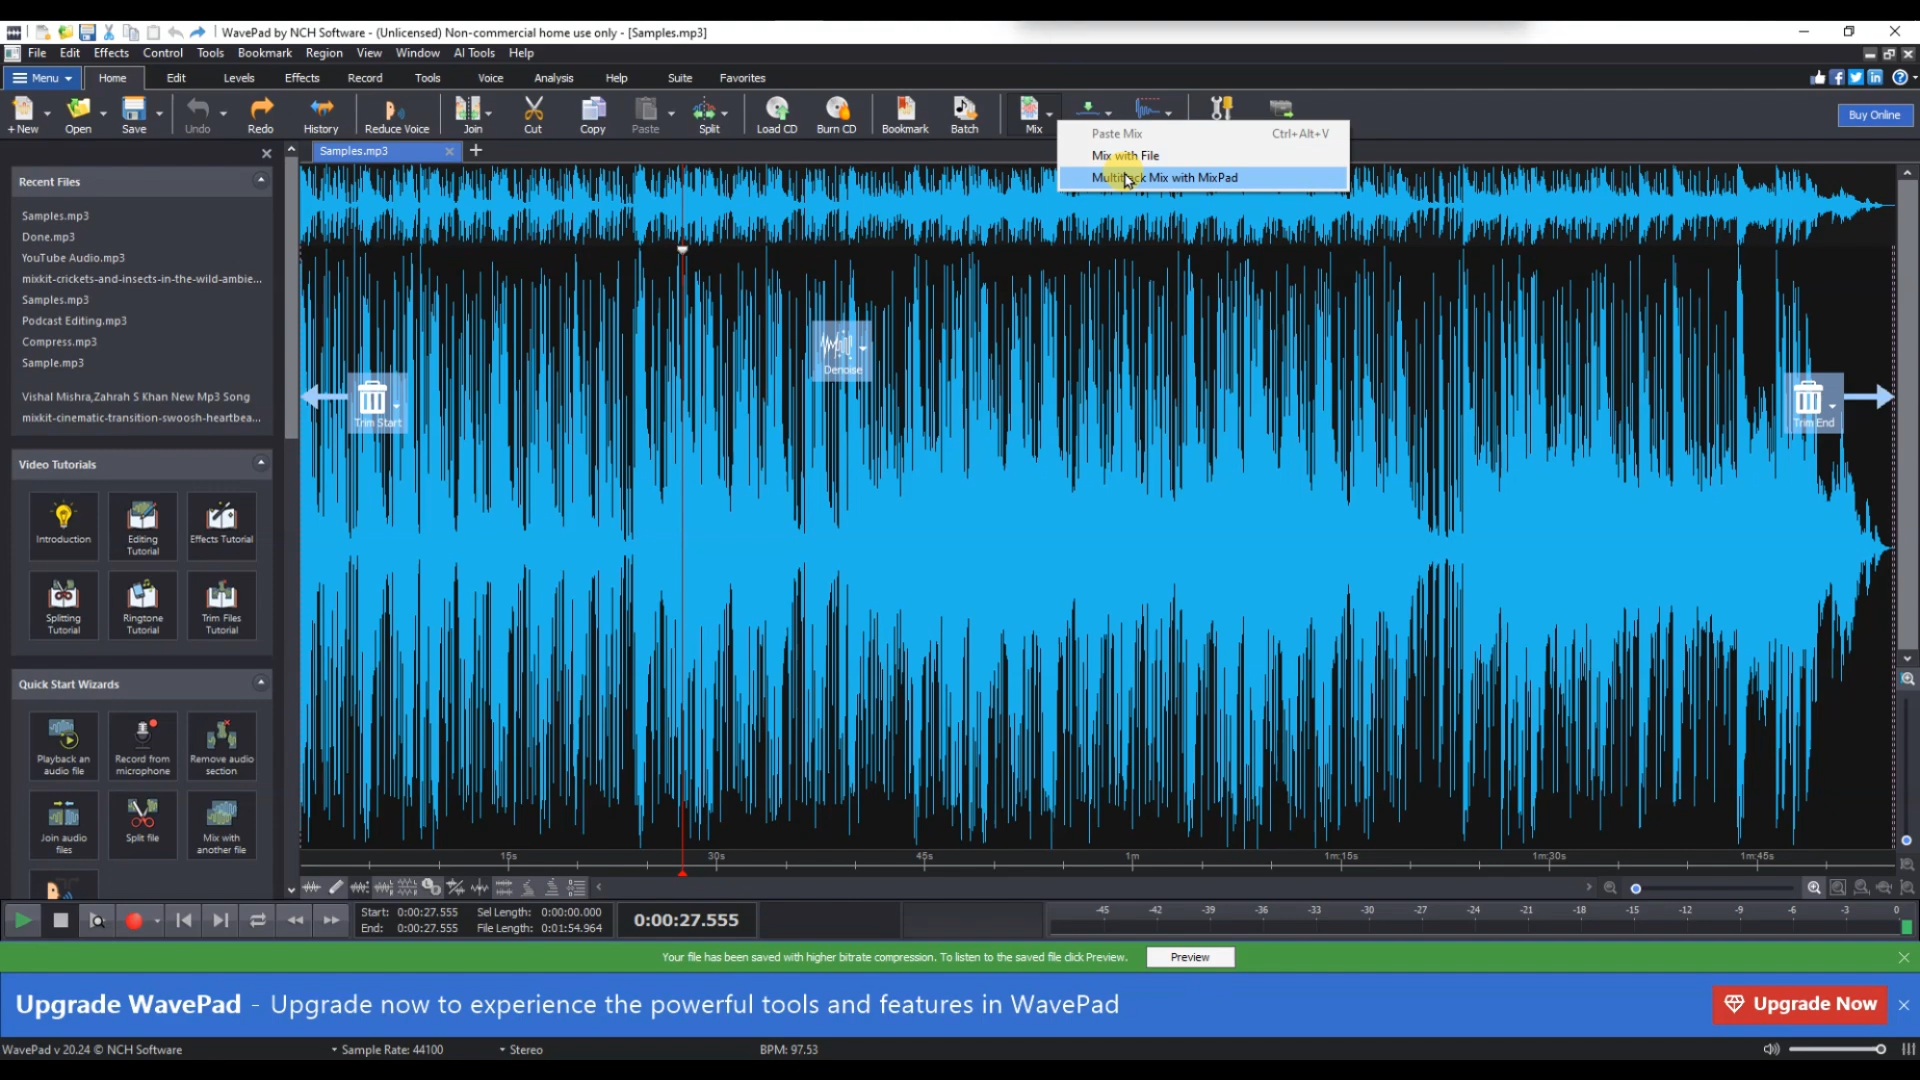 WavePad by NCH Software - (Unlicensed) Non-commercial home use only - [Samples.mp3]
File Edit Effects Control Tools Bookmark Region View Window AI Tools Help
Menu Home Edit Levels Effects Record Tools Voice Analysis Help Suite Favorites
+New Open Save Undo Redo History Reduce Voice Join Cut Copy Paste Split Load CD Burn CD Bookmark Batch Mix Buy Online
Paste Mix Ctrl+Alt+V
Mix with File
Mix with MixPad
Samples.mp3
Recent Files
Samples.mp3
Done.mp3
YouTube Audio.mp3
mixkit-crickets-and-insects-in-the-wild-ambie...
Samples.mp3
Podcast Editing.mp3
Compress.mp3
Sample.mp3
Vishal Mishra,Zahrah S Khan New Mp3 Song
mixkit-cinematic-transition-swoosh-heartbea...
Denoise
Trim Start
Trim End
Video Tutorials
Introduction
Editing Tutorial
Effects Tutorial
Splitting Tutorial
Ringtone Tutorial
Trim Files Tutorial
Quick Start Wizards
Playback an audio file
Record from microphone
Remove audio section
Join audio files
Split file
Mix with another file
15s 30s 45s 1m 1m:15s 1m:30s 1m:45s
Start: 0:00:27.555 Sel Length: 0:00:00.000
End: 0:00:27.555 File Length: 0:01:54.964
0:00:27.555
-45 -42 -39 -36 -33 -30 -27 -24 -21 -18 -15 -12 -9 -6 -3 0
Your file has been saved with higher bitrate compression. To listen to the saved file click Preview. Preview
Upgrade WavePad - Upgrade now to experience the powerful tools and features in WavePad Upgrade Now
WavePad v 20.24 © NCH Software Sample Rate: 44100 Stereo BPM: 97.53